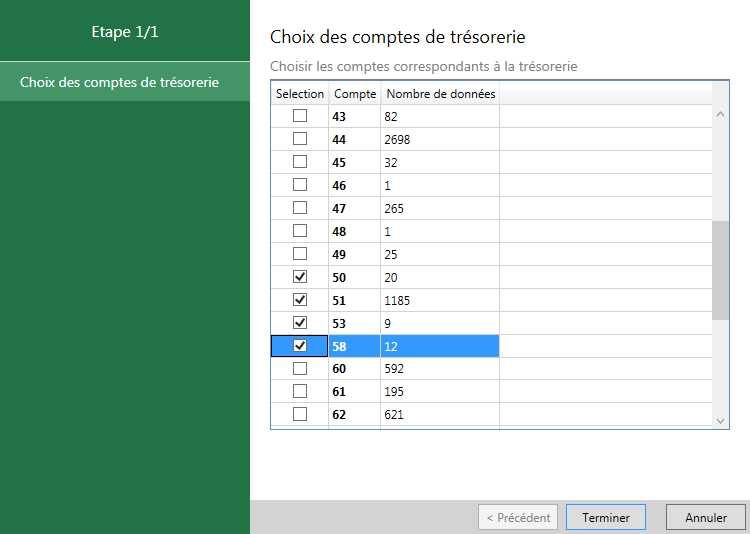 Etape 1/1
Choix des comptes de trésorerie
Choix des comptes de trésorerie
Choisir les comptes correspondants à la trésorerie
Selection Compte Nombre de données
43 82
44 2698
45 32
46 1
47 265
48 1
49 25
50 20
51 1185
53 9
58 12
60 592
61 195
62 621
< Précédent Terminer Annuler